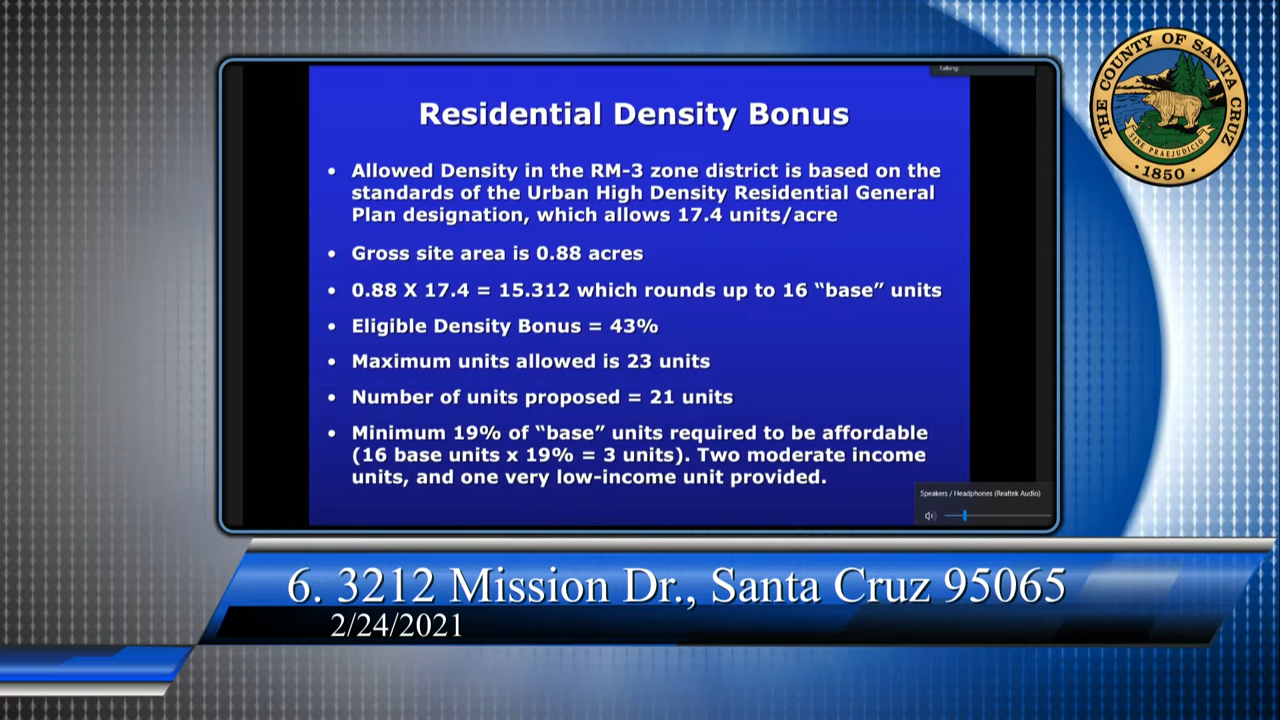 Talking:
THE COUNTY OF SANTA CRUZ
SINE PRAEJUDICIO
• 1850 •
Residential Density Bonus
• Allowed Density in the RM-3 zone district is based on the
standards of the Urban High Density Residential General
Plan designation, which allows 17.4 units/acre
• Gross site area is 0.88 acres
• 0.88 X 17.4 = 15.312 which rounds up to 16 “base” units
• Eligible Density Bonus = 43%
• Maximum units allowed is 23 units
• Number of units proposed = 21 units
• Minimum 19% of “base” units required to be affordable
(16 base units x 19% = 3 units). Two moderate income
units, and one very low-income unit provided.
Speakers / Headphones (Realtek Audio)
6. 3212 Mission Dr., Santa Cruz 95065
2/24/2021